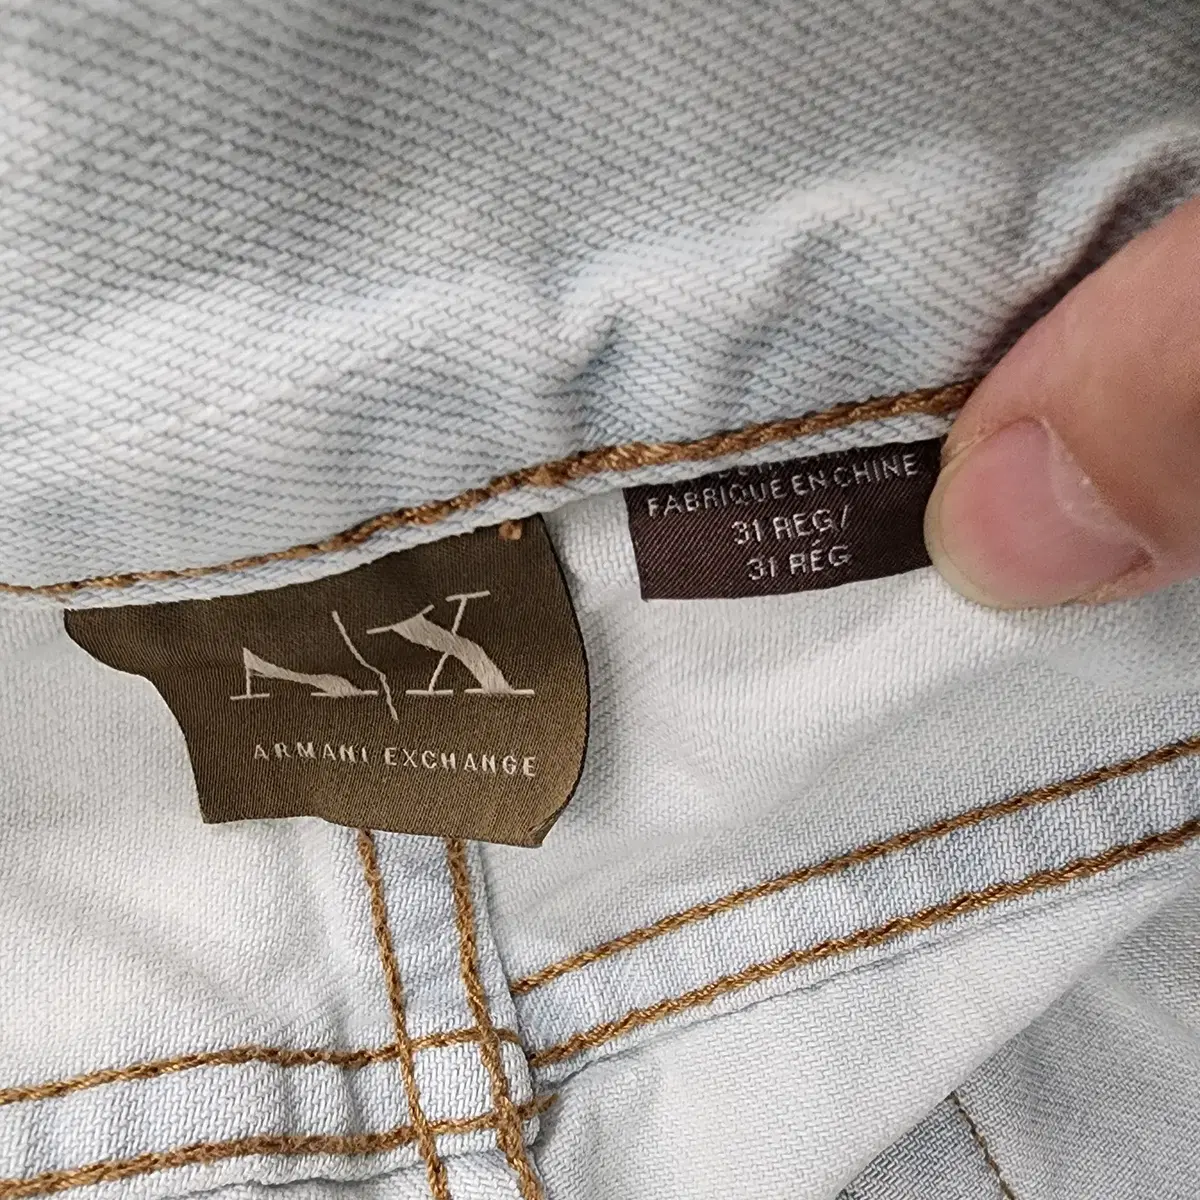 A|X
ARMANI EXCHANGE
FABRIQUE EN CHINE
31 REG/
31 RÉG